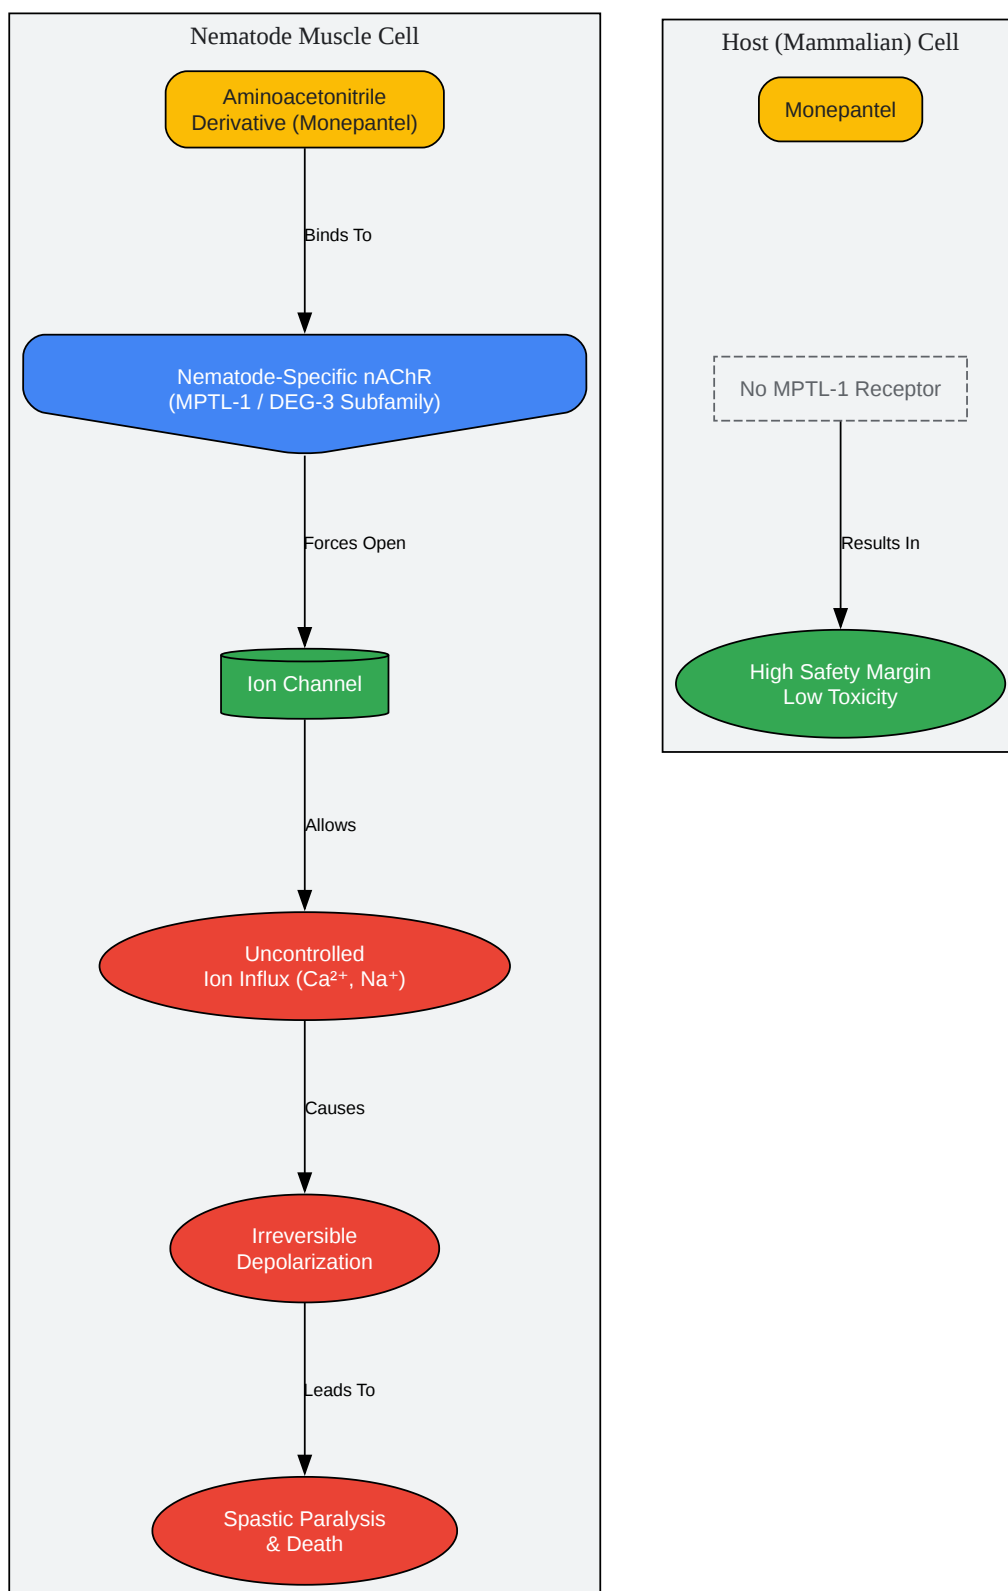 Nematode Muscle Cell
Aminoacetonitrile
Derivative (Monepantel)
Binds To
Nematode-Specific nAChR
(MPTL-1 / DEG-3 Subfamily)
Forces Open
Ion Channel
Allows
Uncontrolled
Ion Influx (Ca²⁺, Na⁺)
Causes
Irreversible
Depolarization
Leads To
Spastic Paralysis
& Death
Host (Mammalian) Cell
Monepantel
No MPTL-1 Receptor
Results In
High Safety Margin
Low Toxicity